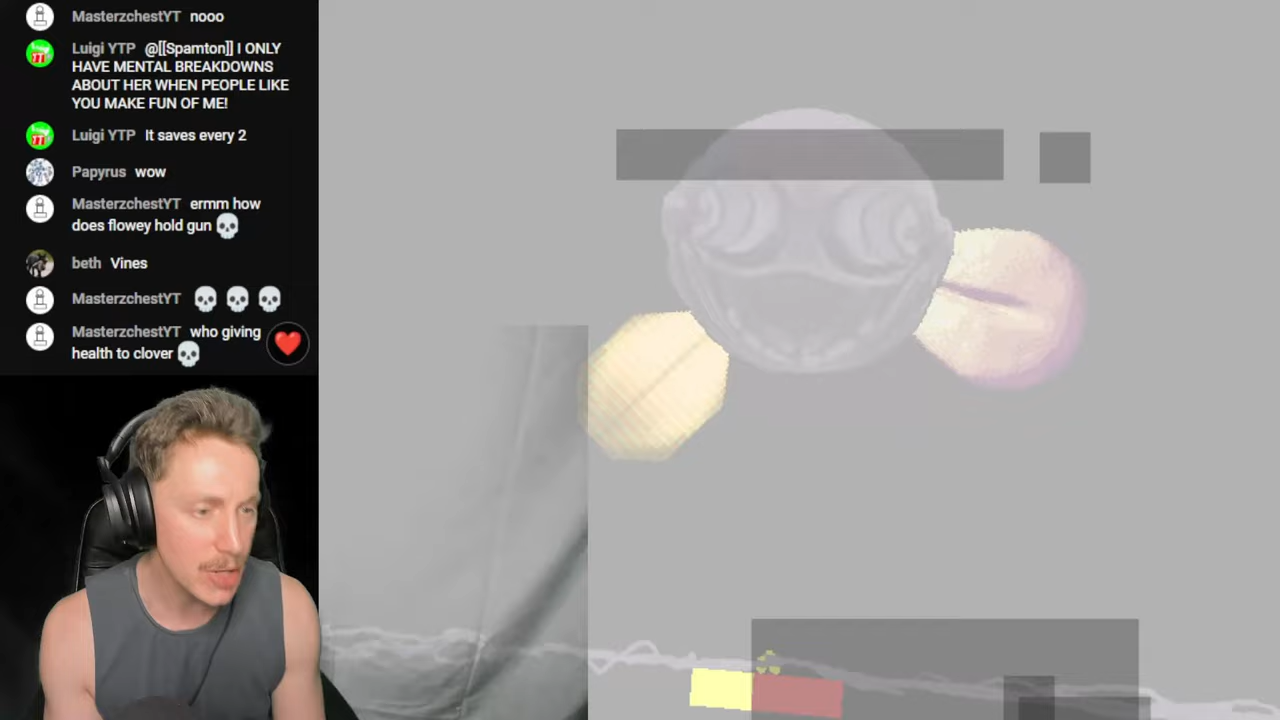 MasterzchestYT nooo
Luigi YTP @[[Spamton]] I ONLY
HAVE MENTAL BREAKDOWNS
ABOUT HER WHEN PEOPLE LIKE
YOU MAKE FUN OF ME!
Luigi YTP It saves every 2
Papyrus wow
MasterzchestYT ermm how
does flowey hold gun 💀
beth Vines
MasterzchestYT 💀 💀 💀
MasterzchestYT who giving
health to clover 💀